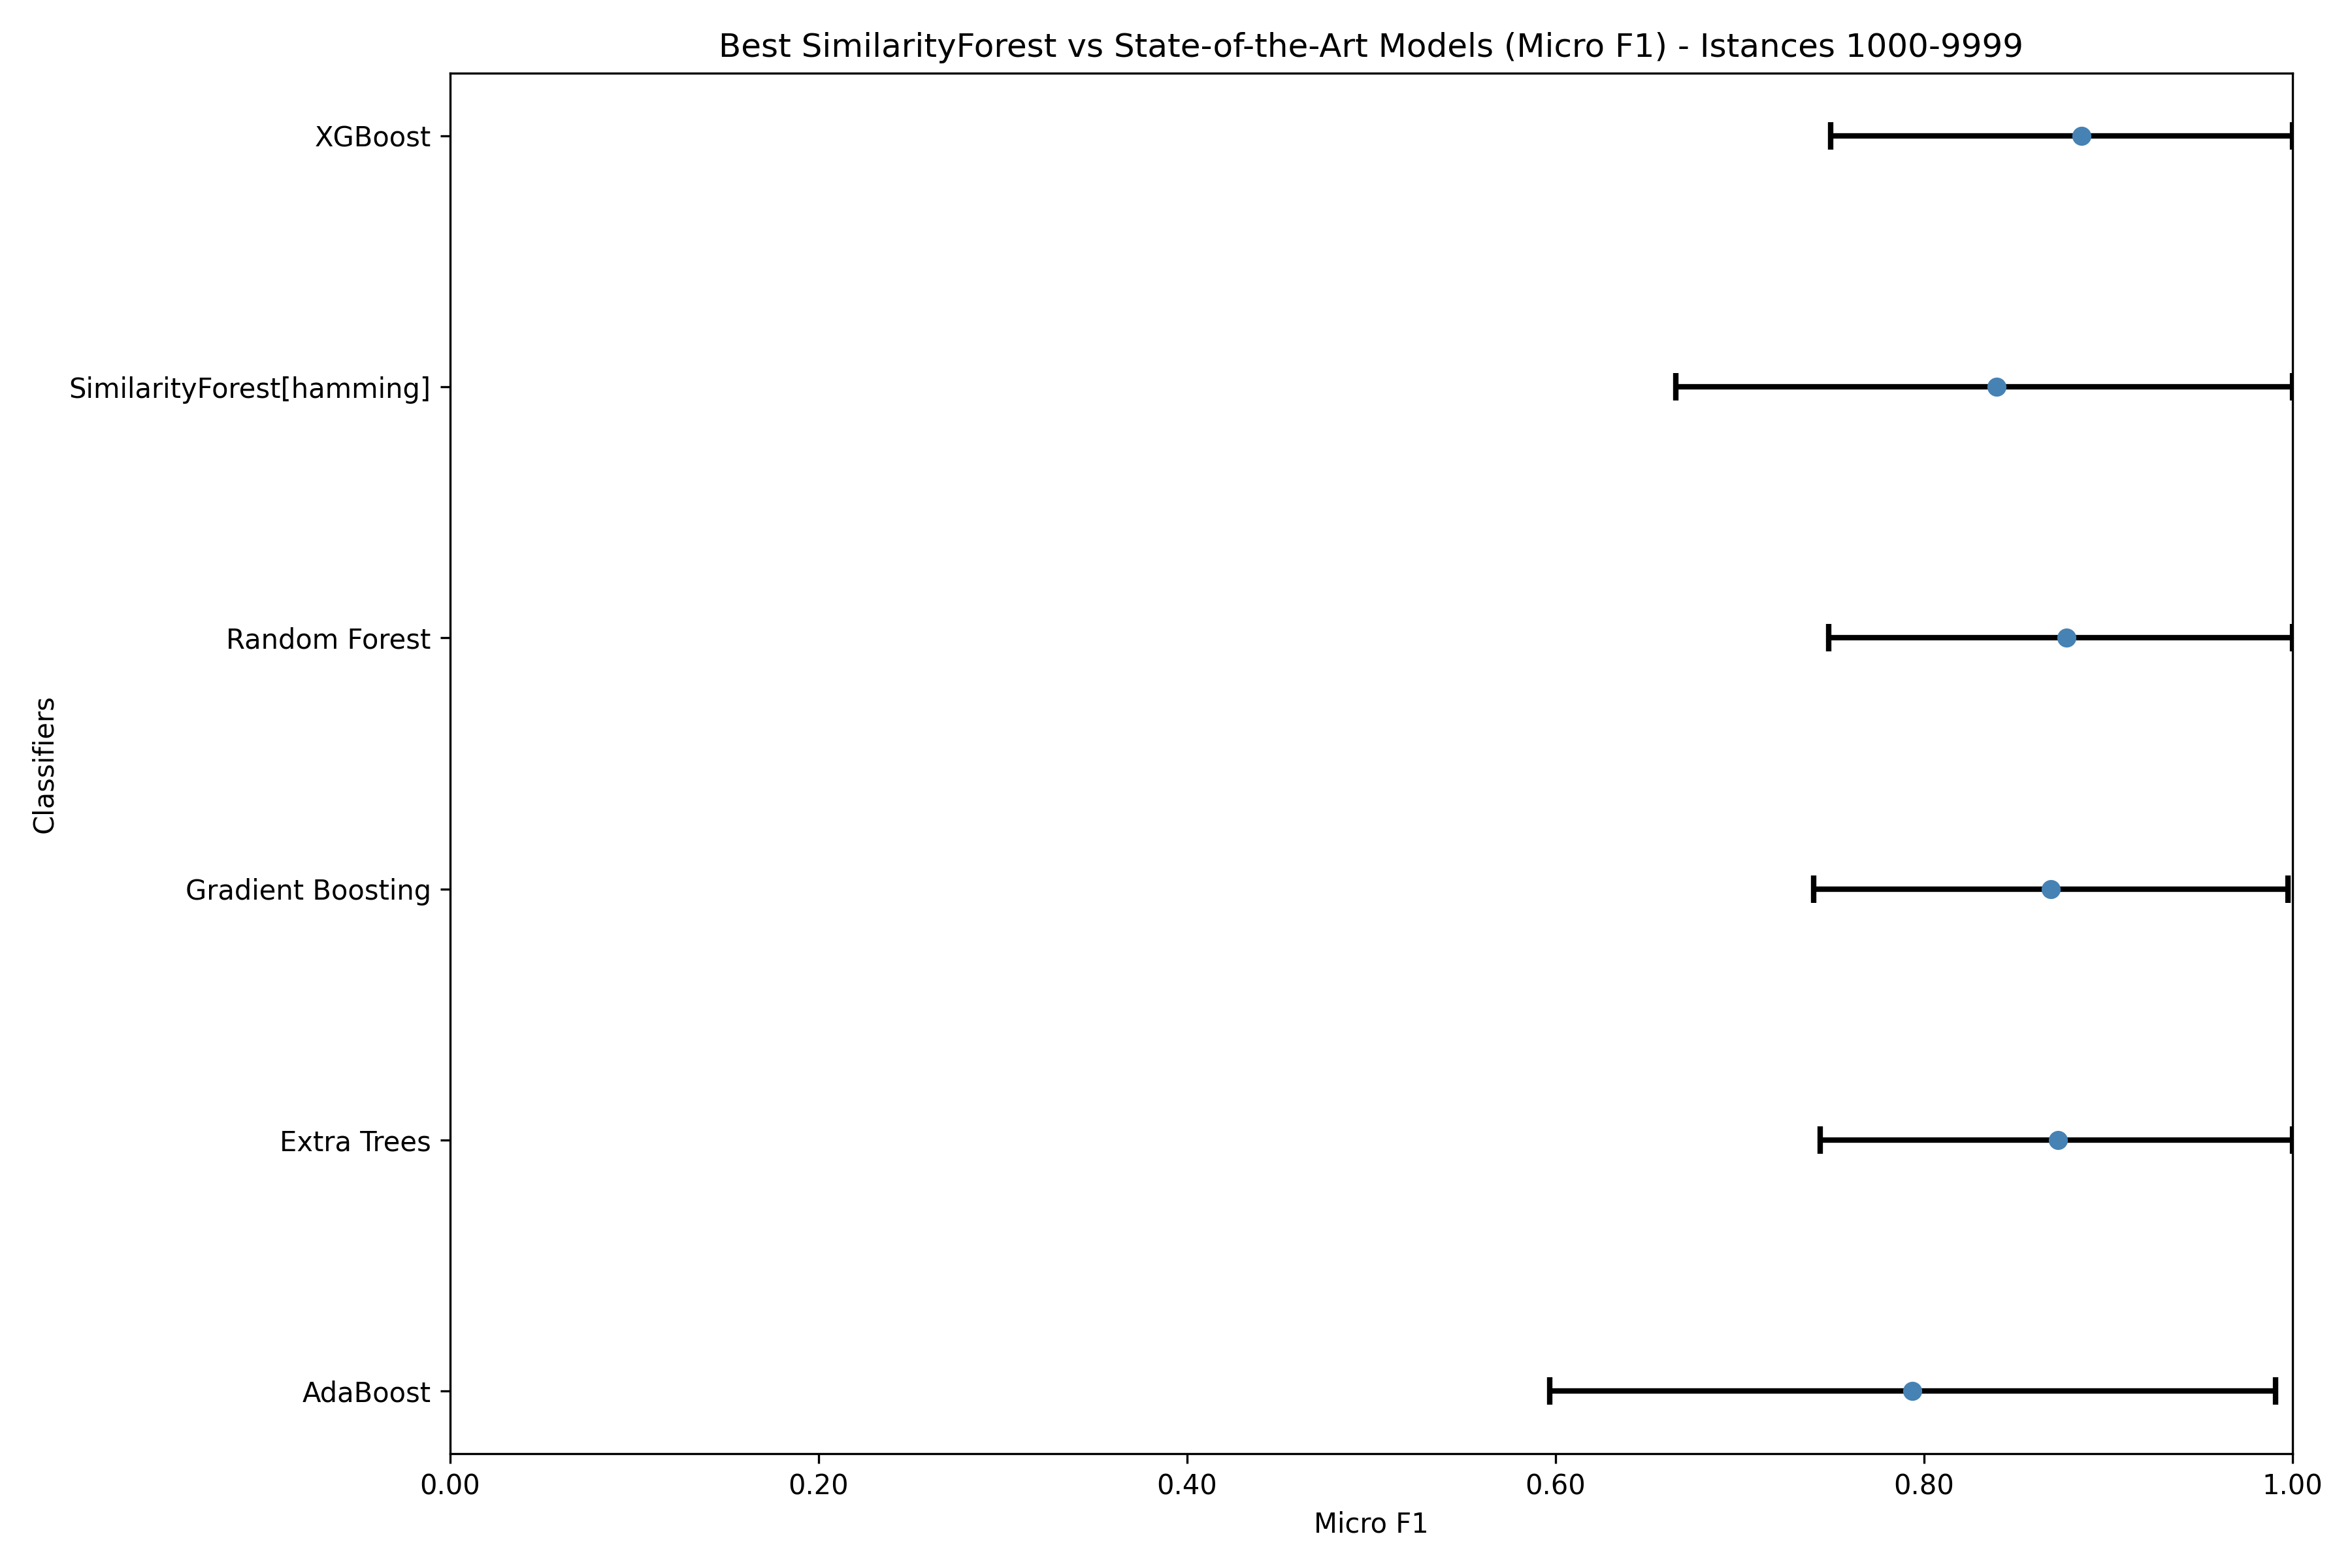 Best SimilarityForest vs State-of-the-Art Models (Micro F1) - Istances 1000-9999
XGBoost
SimilarityForest[hamming]
Random Forest
Gradient Boosting
Extra Trees
AdaBoost
Classifiers
0.00 0.20 0.40 0.60 0.80 1.00
Micro F1